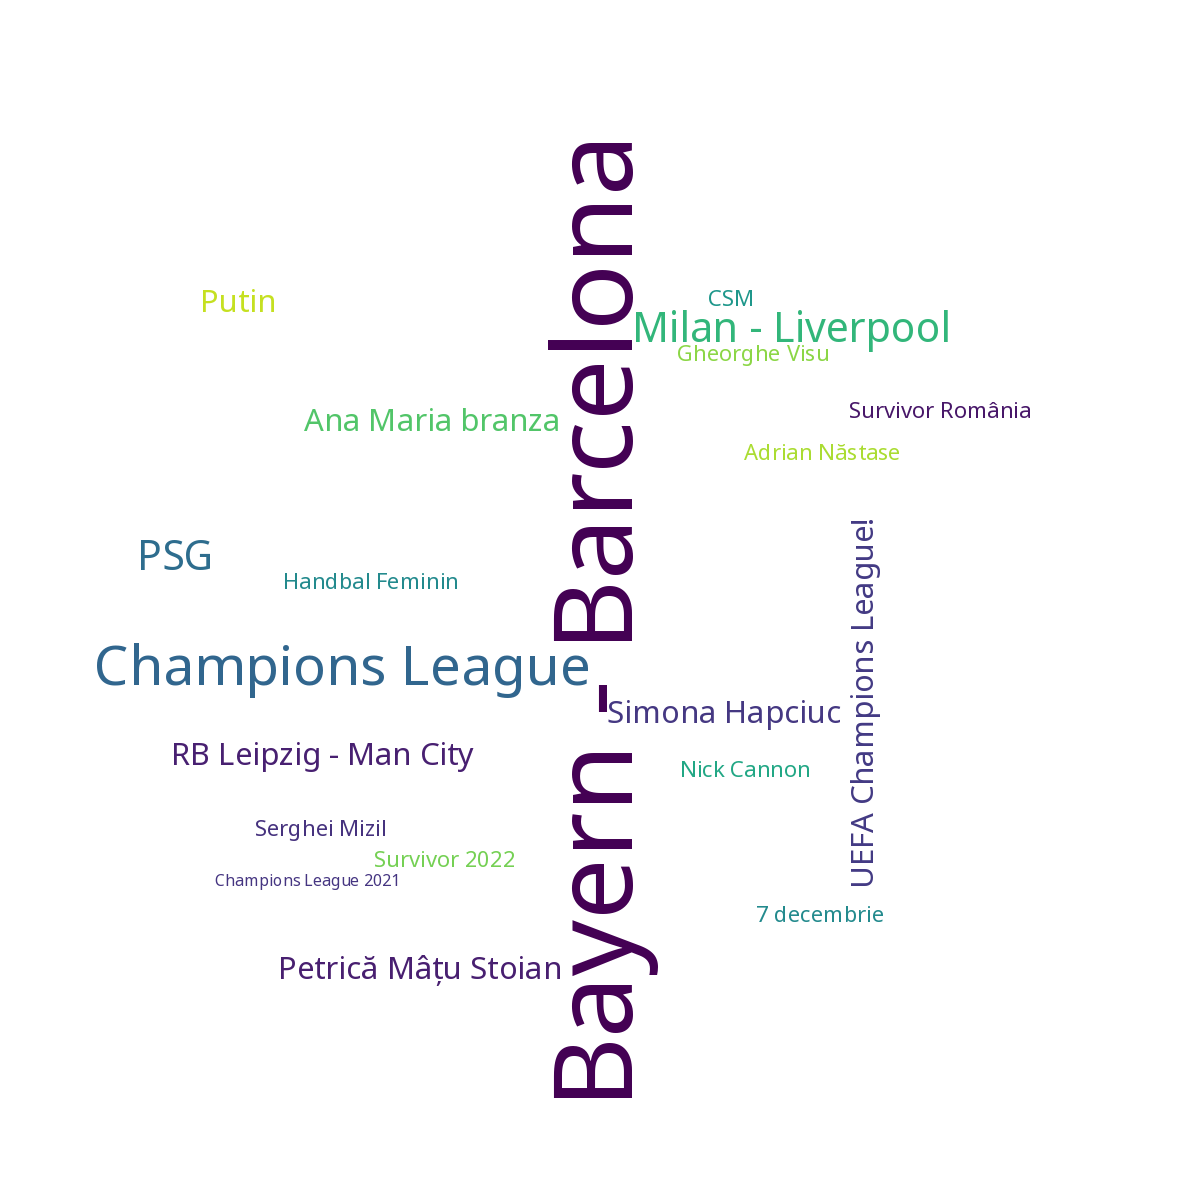 Bayern - Barcelona
Putin
CSM
Milan - Liverpool
Gheorghe Visu
Ana Maria branza
Survivor România
Adrian Năstase
PSG
Handbal Feminin
UEFA Champions League!
Champions League
Simona Hapciuc
RB Leipzig - Man City
Nick Cannon
Serghei Mizil
Survivor 2022
Champions League 2021
7 decembrie
Petrică Mâțu Stoian